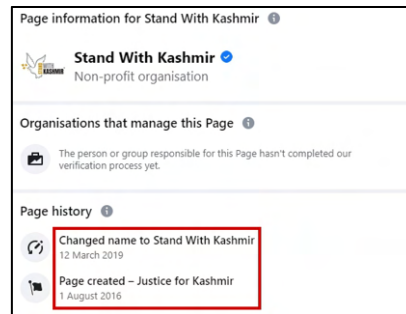 Page information for Stand With Kashmir
Stand With Kashmir
Non-profit organisation
Organisations that manage this Page
The person or group responsible for this Page hasn't completed our
verification process yet.
Page history
Changed name to Stand With Kashmir
12 March 2019
Page created – Justice for Kashmir
1 August 2016